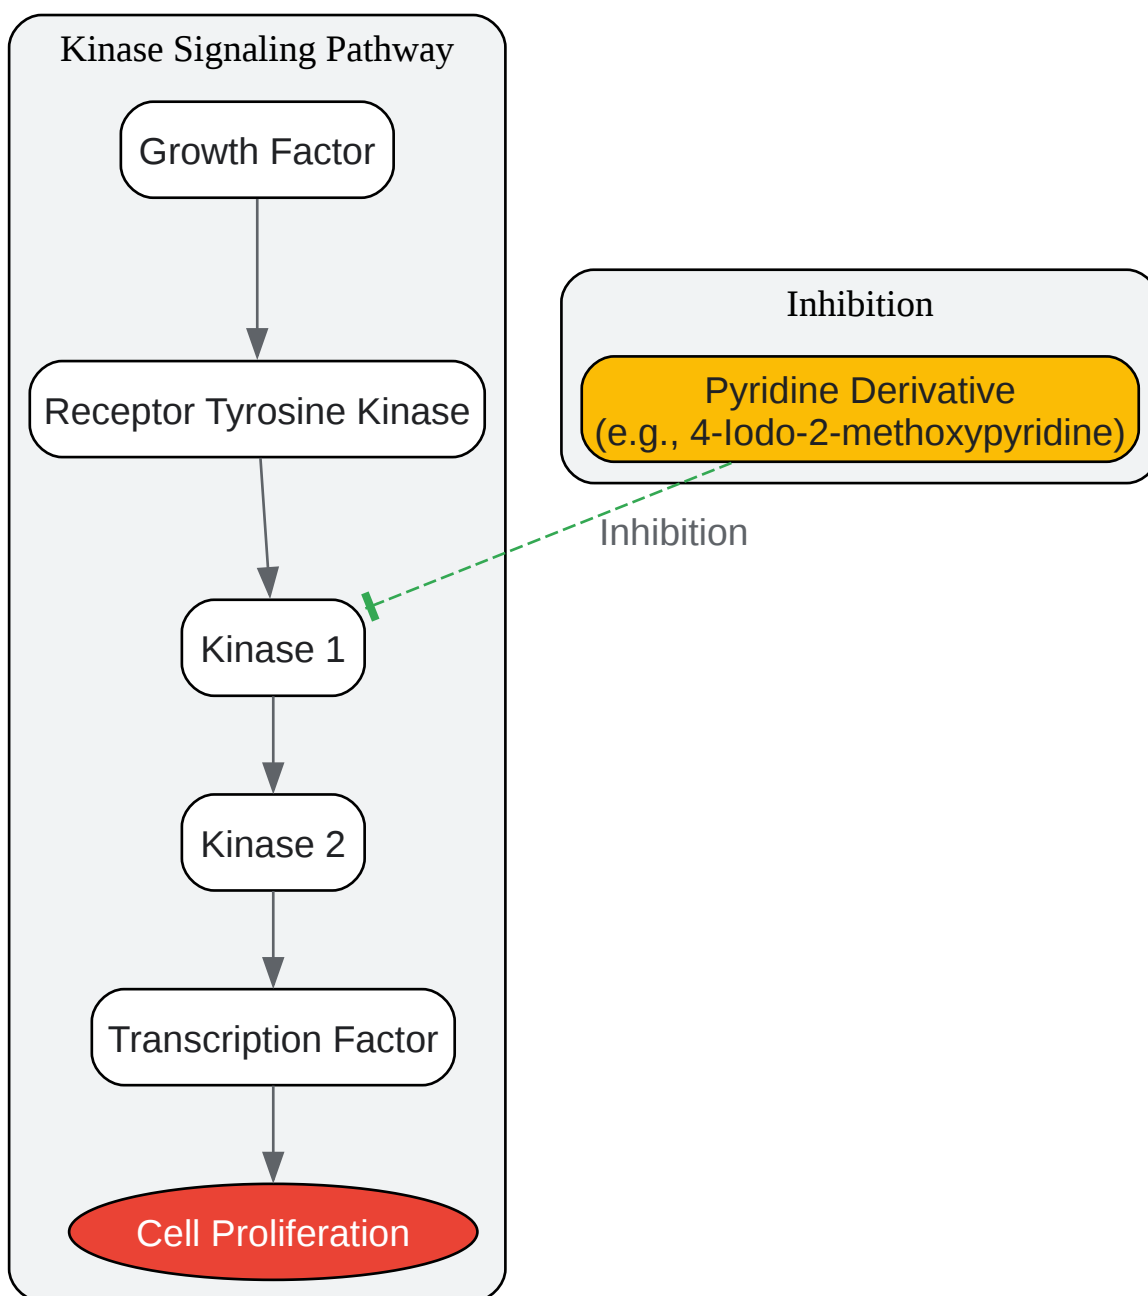 Kinase Signaling Pathway
Growth Factor
Receptor Tyrosine Kinase
Kinase 1
Kinase 2
Transcription Factor
Cell Proliferation
Inhibition
Pyridine Derivative
(e.g., 4-Iodo-2-methoxypyridine)
Inhibition